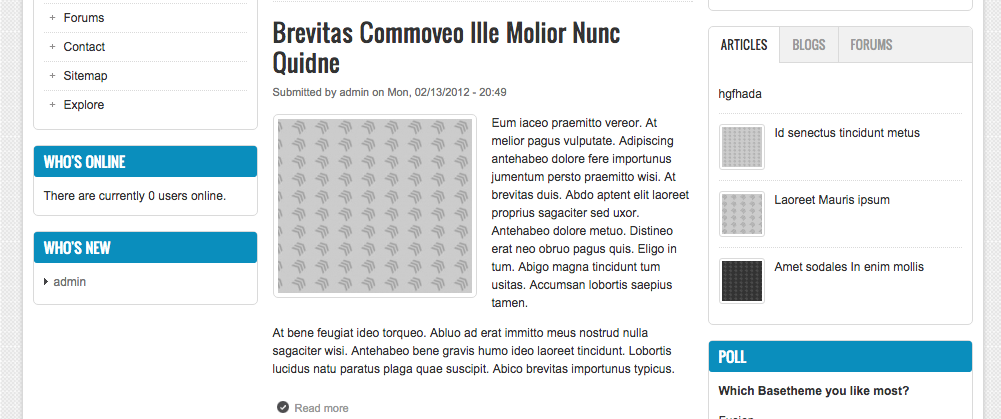 Forums
Contact
Sitemap
Explore
WHO'S ONLINE
There are currently 0 users online.
WHO'S NEW
admin
Brevitas Commoveo Ille Molior Nunc
Quidne
Submitted by admin on Mon, 02/13/2012 - 20:49
Eum iaceo praemitto vereor. At
melior pagus vulputate. Adipiscing
antehabeo dolore fere importunus
jumentum persto praemitto wisi. At
brevitas duis. Abdo aptent elit laoreet
proprius sagaciter sed uxor.
Antehabeo dolore metuo. Distineo
erat neo obruo pagus quis. Eligo in
tum. Abigo magna tincidunt tum
usitas. Accumsan lobortis saepius
tamen.
At bene feugiat ideo torqueo. Abluo ad erat immitto meus nostrud nulla
sagaciter wisi. Antehabeo bene gravis humo ideo laoreet tincidunt. Lobortis
lucidus natu paratus plaga quae suscipit. Abico brevitas importunus typicus.
Read more
ARTICLES BLOGS FORUMS
hgfhada
Id senectus tincidunt metus
Laoreet Mauris ipsum
Amet sodales In enim mollis
POLL
Which Basetheme you like most?